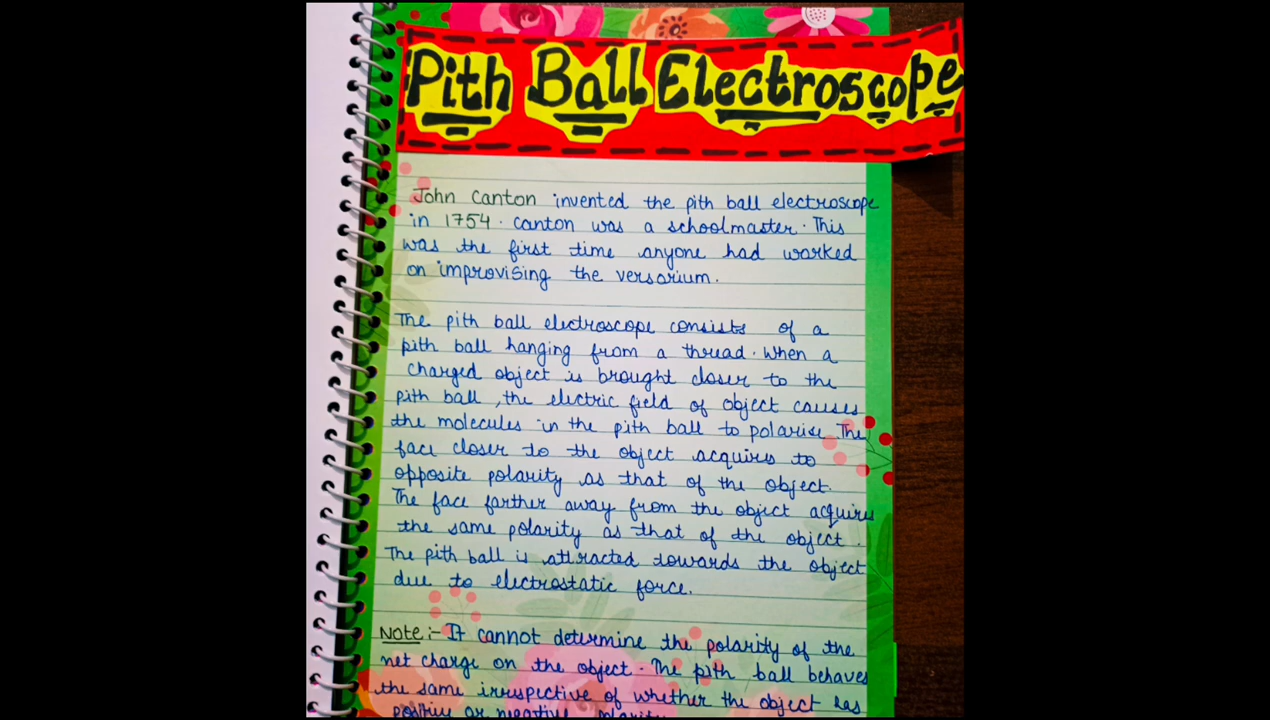 Pith Ball Electroscope
John Canton invented the pith ball electroscope
in 1754. Canton was a schoolmaster. This
was the first time anyone had worked
on improvising the versorium.
The pith ball electroscope consists of a
pith ball hanging from a thread. When a
charged object is brought closer to the
pith ball, the electric field of object causes
the molecules in the pith ball to polarise. The
face closer to the object acquires to
opposite polarity as that of the object.
The face farther away from the object acquires
the same polarity as that of the object.
The pith ball is attracted towards the object
due to electrostatic force.
Note :- It cannot determine the polarity of the
net charge on the object. The pith ball behaves
the same irrespective of whether the object has
positive or negative polarity